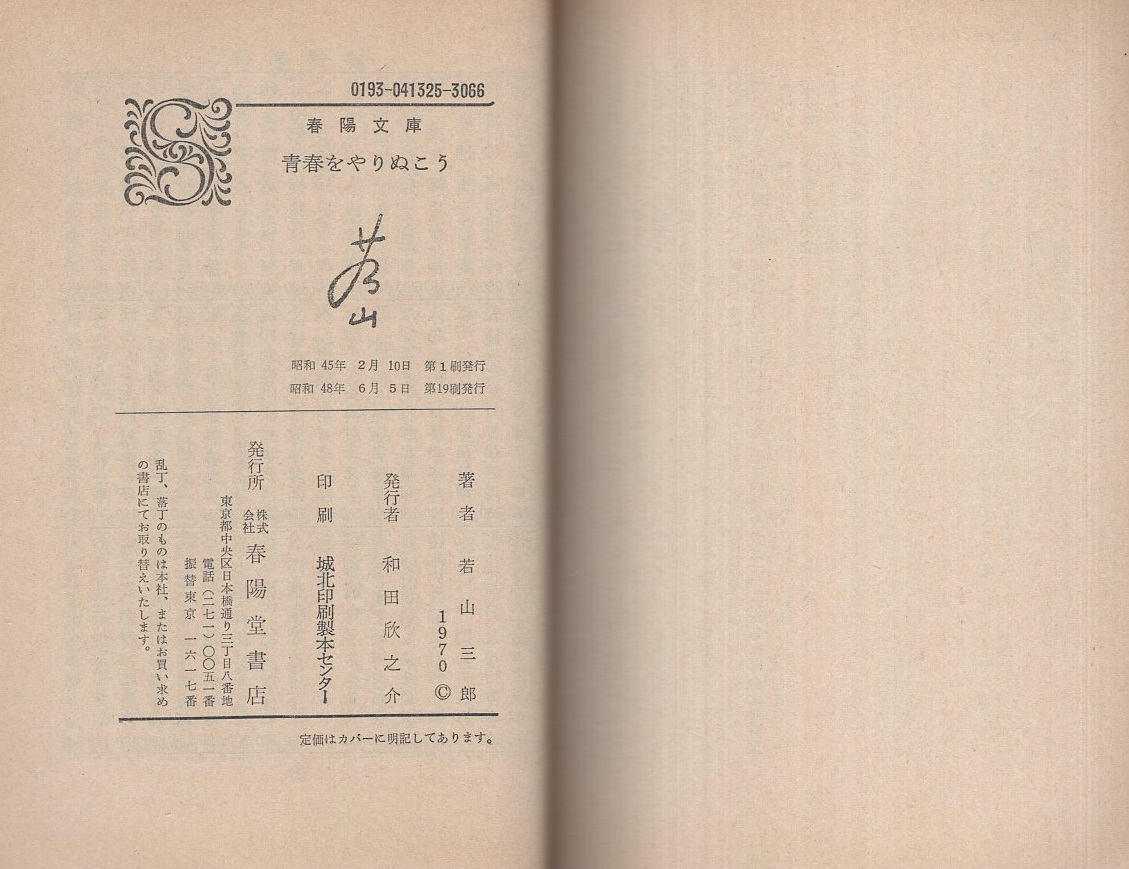 0193-041325-3066
春陽文庫
青春をやりぬこう
若山
昭和 45年 2月 10日 第1刷発行
昭和 48年 6月 5日 第19刷発行
著者 若山三郎
1970 ©
発行者 和田欣之介
印刷 城北印刷製本センター
発行所 株式会社 春陽堂書店
東京都中央区日本橋通り三丁目八番地
電話(二七一)〇〇五一番
振替東京 一六一七番
乱丁、落丁のものは本社、またはお買い求め
の書店にてお取り替えいたします。
定価はカバーに明記してあります。